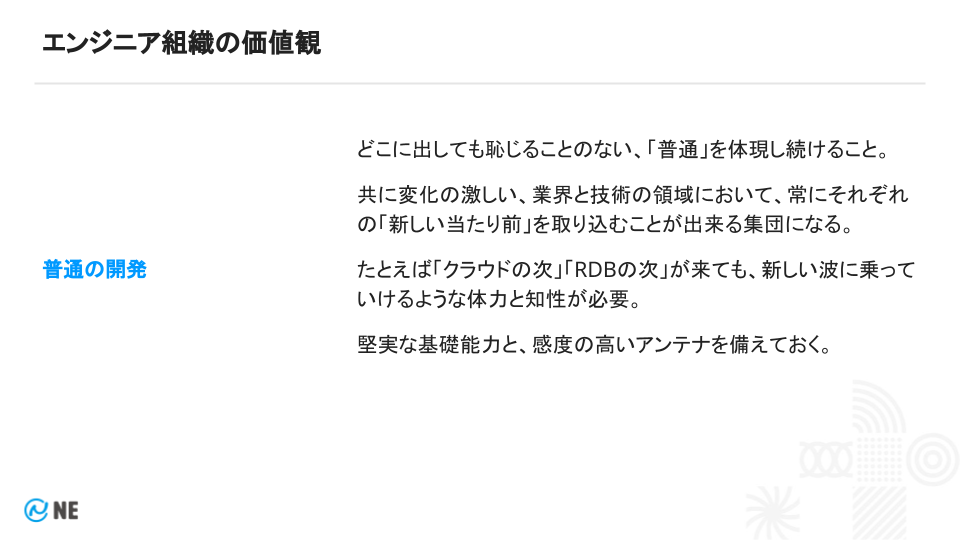 エンジニア組織の価値観
普通の開発
どこに出しても恥じることのない、「普通」を体現し続けること。
共に変化の激しい、業界と技術の領域において、常にそれぞれ
の「新しい当たり前」を取り込むことが出来る集団になる。
たとえば「クラウドの次」「RDBの次」が来ても、新しい波に乗って
いけるような体力と知性が必要。
堅実な基礎能力と、感度の高いアンテナを備えておく。
NE